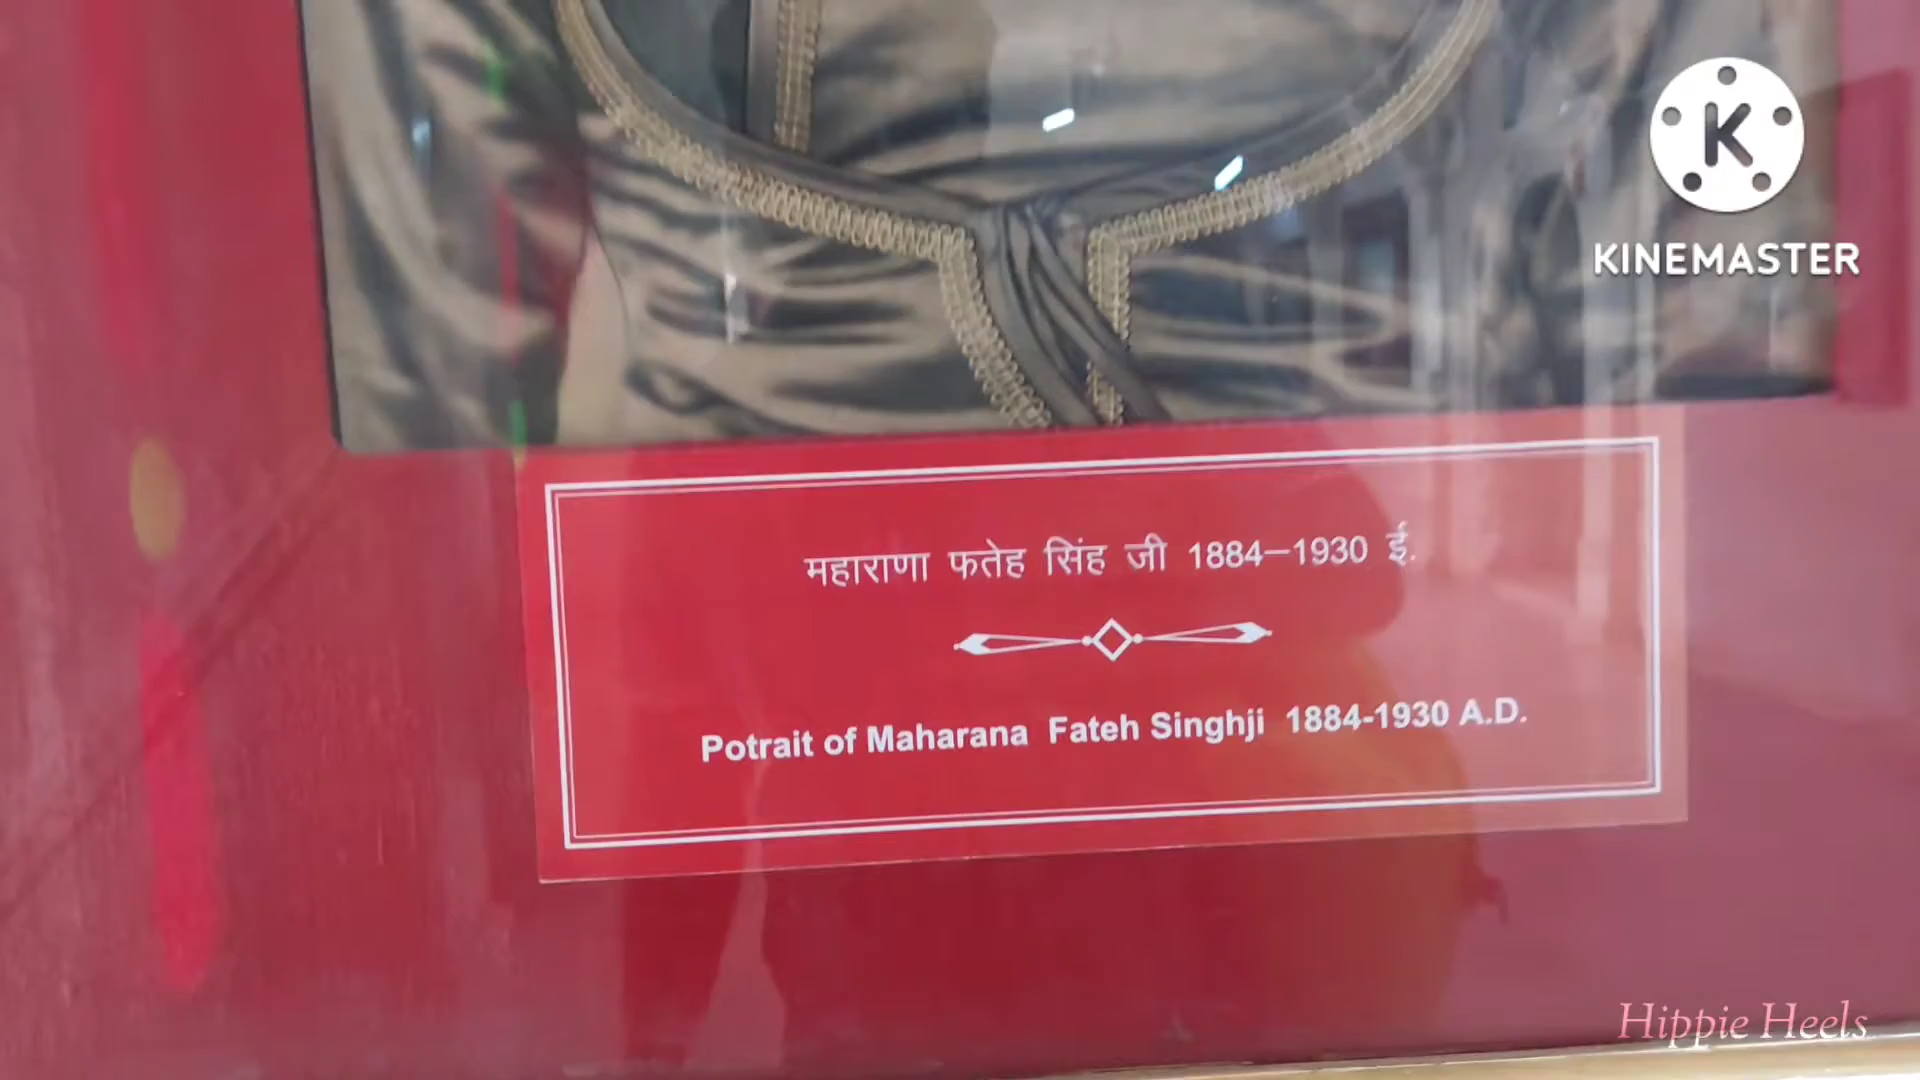 K
KINEMASTER
महाराणा फतेह सिंह जी 1884–1930 ई.
Potrait of Maharana Fateh Singhji 1884-1930 A.D.
Hippie Heels